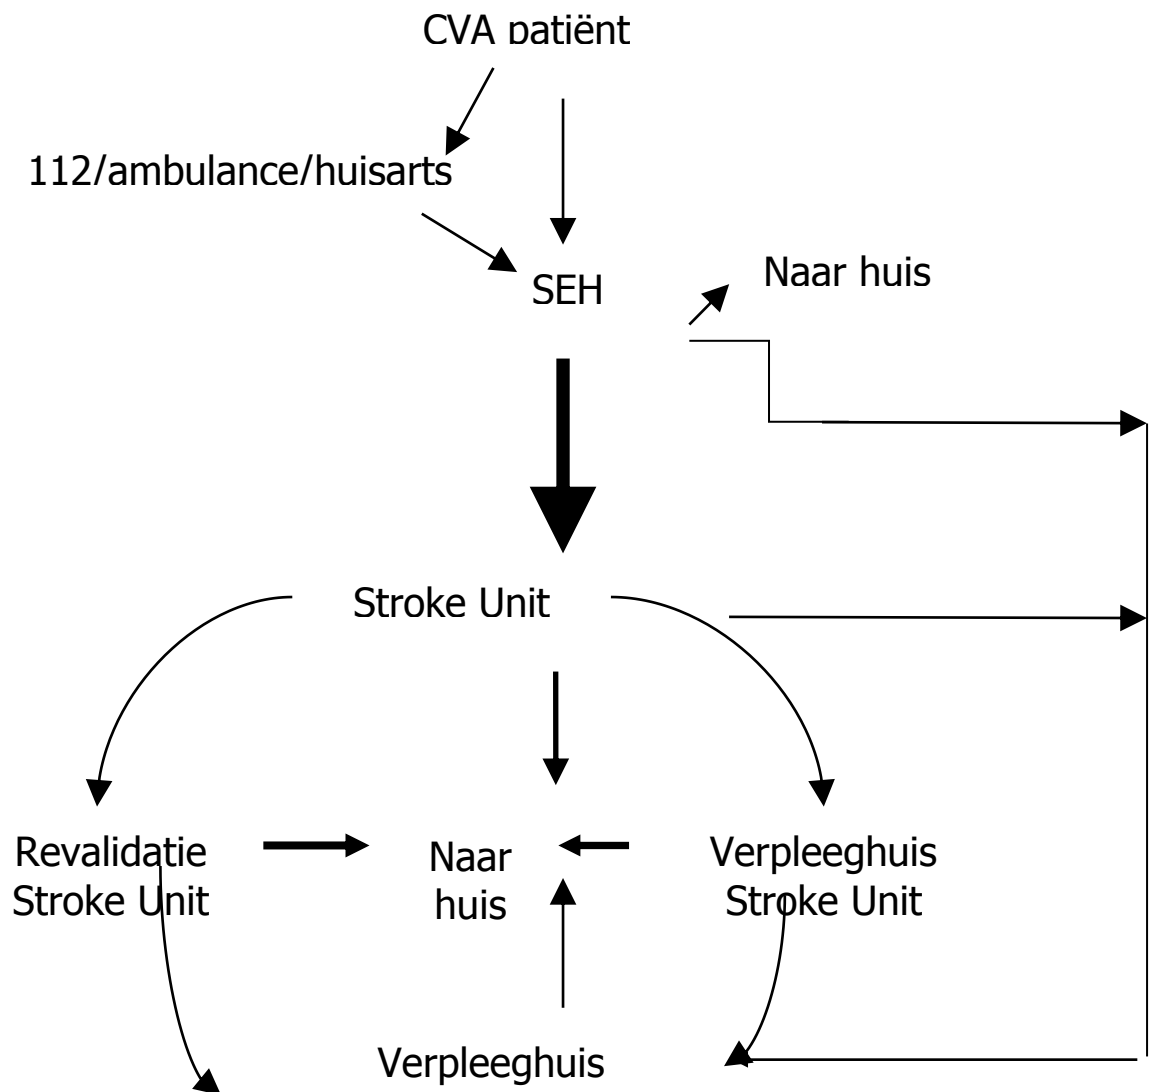 CVA patiënt
112/ambulance/huisarts
SEH
Naar huis
Stroke Unit
Revalidatie
Stroke Unit
Naar
huis
Verpleeghuis
Stroke Unit
Verpleeghuis